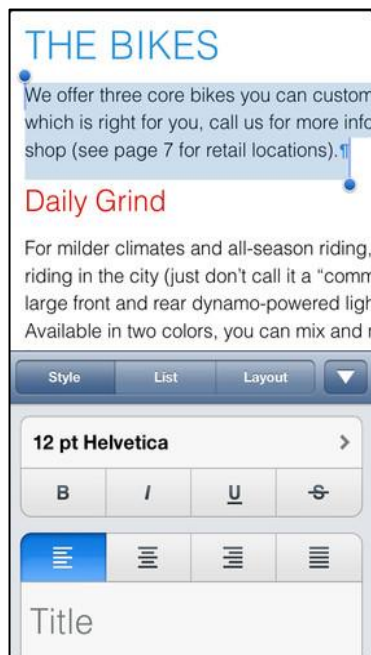 THE BIKES
We offer three core bikes you can custom
which is right for you, call us for more info
shop (see page 7 for retail locations).¶
Daily Grind
For milder climates and all-season riding,
riding in the city (just don't call it a “comm
large front and rear dynamo-powered ligh
Available in two colors, you can mix and
Style List Layout
12 pt Helvetica
B I U S
Title